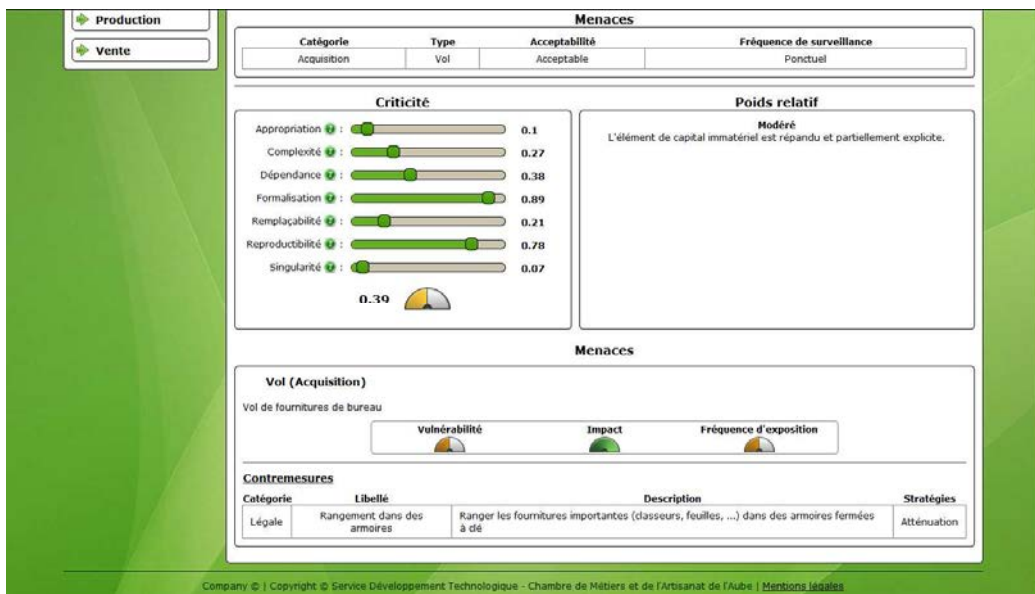 Production
Vente
Menaces
Catégorie Type Acceptabilité Fréquence de surveillance
Acquisition Vol Acceptable Ponctuel
Criticité
Appropriation ? : 0.1
Complexité ? : 0.27
Dépendance ? : 0.38
Formalisation ? : 0.89
Remplaçabilité ? : 0.21
Reproductibilité ? : 0.78
Singularité ? : 0.07
0.39
Poids relatif
Modéré
L'élément de capital immatériel est répandu et partiellement explicite.
Menaces
Vol (Acquisition)
Vol de fournitures de bureau
Vulnérabilité Impact Fréquence d'exposition
Contremesures
Catégorie Libellé Description Stratégies
Légale Rangement dans des armoires Ranger les fournitures importantes (classeurs, feuilles, ...) dans des armoires fermées à clé Atténuation
Company © | Copyright © Service Développement Technologique - Chambre de Métiers et de l'Artisanat de l'Aube | Mentions légales